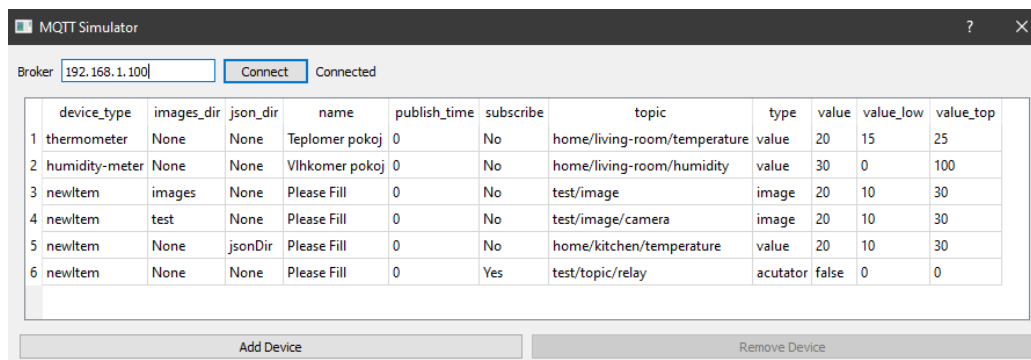 MQTT Simulator ? ×
Broker 192.168.1.100 Connect Connected
device_type images_dir json_dir name publish_time subscribe topic type value value_low value_top
1 thermometer None None Teplomer pokoj 0 No home/living-room/temperature value 20 15 25
2 humidity-meter None None Vlhkomer pokoj 0 No home/living-room/humidity value 30 0 100
3 newItem images None Please Fill 0 No test/image image 20 10 30
4 newItem test None Please Fill 0 No test/image/camera image 20 10 30
5 newItem None jsonDir Please Fill 0 No home/kitchen/temperature value 20 10 30
6 newItem None None Please Fill 0 Yes test/topic/relay acutator false 0 0
Add Device Remove Device